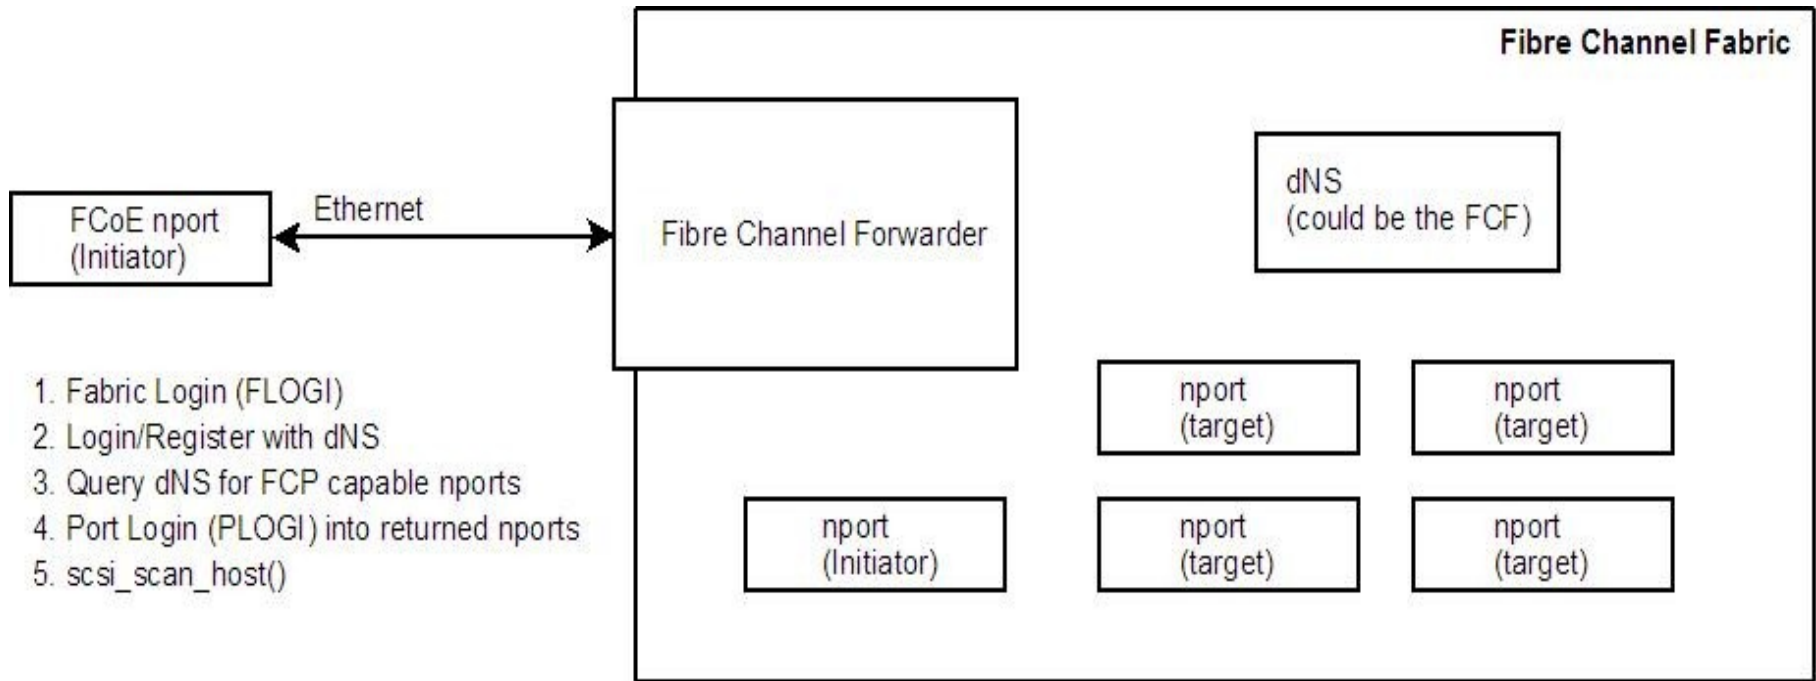 Fibre Channel Fabric
FCoE nport
(Initiator)
Ethernet
Fibre Channel Forwarder
dNS
(could be the FCF)
1. Fabric Login (FLOGI)
2. Login/Register with dNS
3. Query dNS for FCP capable nports
4. Port Login (PLOGI) into returned nports
5. scsi_scan_host()
nport
(target)
nport
(target)
nport
(Initiator)
nport
(target)
nport
(target)